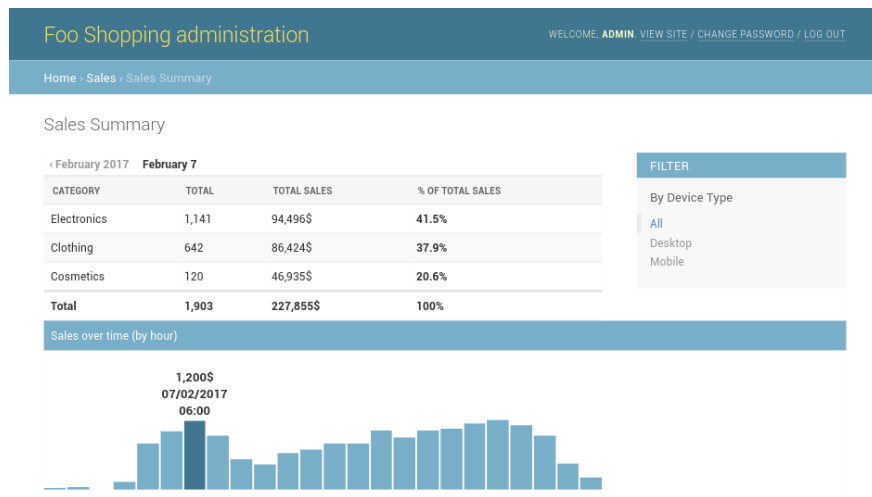 Foo Shopping administration
WELCOME, ADMIN. VIEW SITE / CHANGE PASSWORD / LOG OUT
Home › Sales › Sales Summary
Sales Summary
‹ February 2017 February 7
CATEGORY TOTAL TOTAL SALES % OF TOTAL SALES
Electronics 1,141 94,496$ 41.5%
Clothing 642 86,424$ 37.9%
Cosmetics 120 46,935$ 20.6%
Total 1,903 227,855$ 100%
FILTER
By Device Type
All
Desktop
Mobile
Sales over time (by hour)
1,200$
07/02/2017
06:00